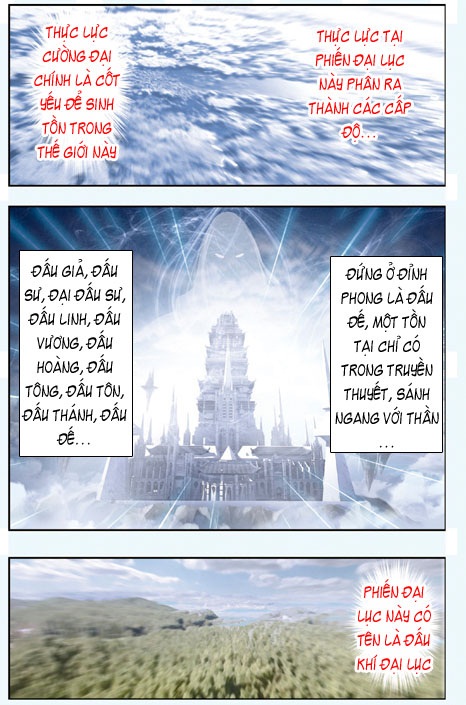 THỰC LỰC
CƯỜNG ĐẠI
CHÍNH LÀ CỐT
YẾU ĐỂ SINH
TỒN TRONG
THẾ GIỚI NÀY
THỰC LỰC TẠI
PHIẾN ĐẠI LỤC
NÀY PHÂN RA
THÀNH CÁC CẤP
ĐỘ...
ĐẤU GIẢ, ĐẤU
SƯ, ĐẠI ĐẤU SƯ,
ĐẤU LINH, ĐẤU
VƯƠNG, ĐẤU
HOÀNG, ĐẤU
TÔNG, ĐẤU TÔN,
ĐẤU THÁNH, ĐẤU
ĐẾ...
ĐỨNG Ở ĐỈNH
PHONG LÀ ĐẤU
ĐẾ, MỘT TỒN
TẠI CHỈ CÓ
TRONG TRUYỀN
THUYẾT, SÁNH
NGANG VỚI THẦN
...
PHIẾN ĐẠI
LỤC NÀY CÓ
TÊN LÀ ĐẤU
KHÍ ĐẠI LỤC